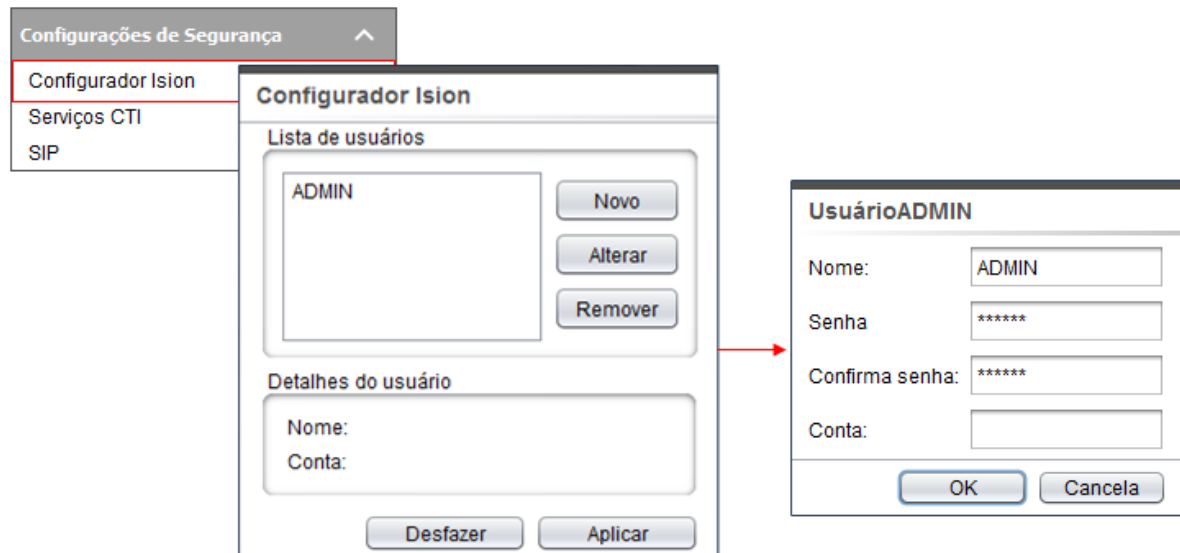 Configurações de Segurança
Configurador Ision
Serviços CTI
SIP
Configurador Ision
Lista de usuários
ADMIN
Novo
Alterar
Remover
Detalhes do usuário
Nome:
Conta:
Desfazer
Aplicar
UsuárioADMIN
Nome: ADMIN
Senha ******
Confirma senha: ******
Conta:
OK
Cancela